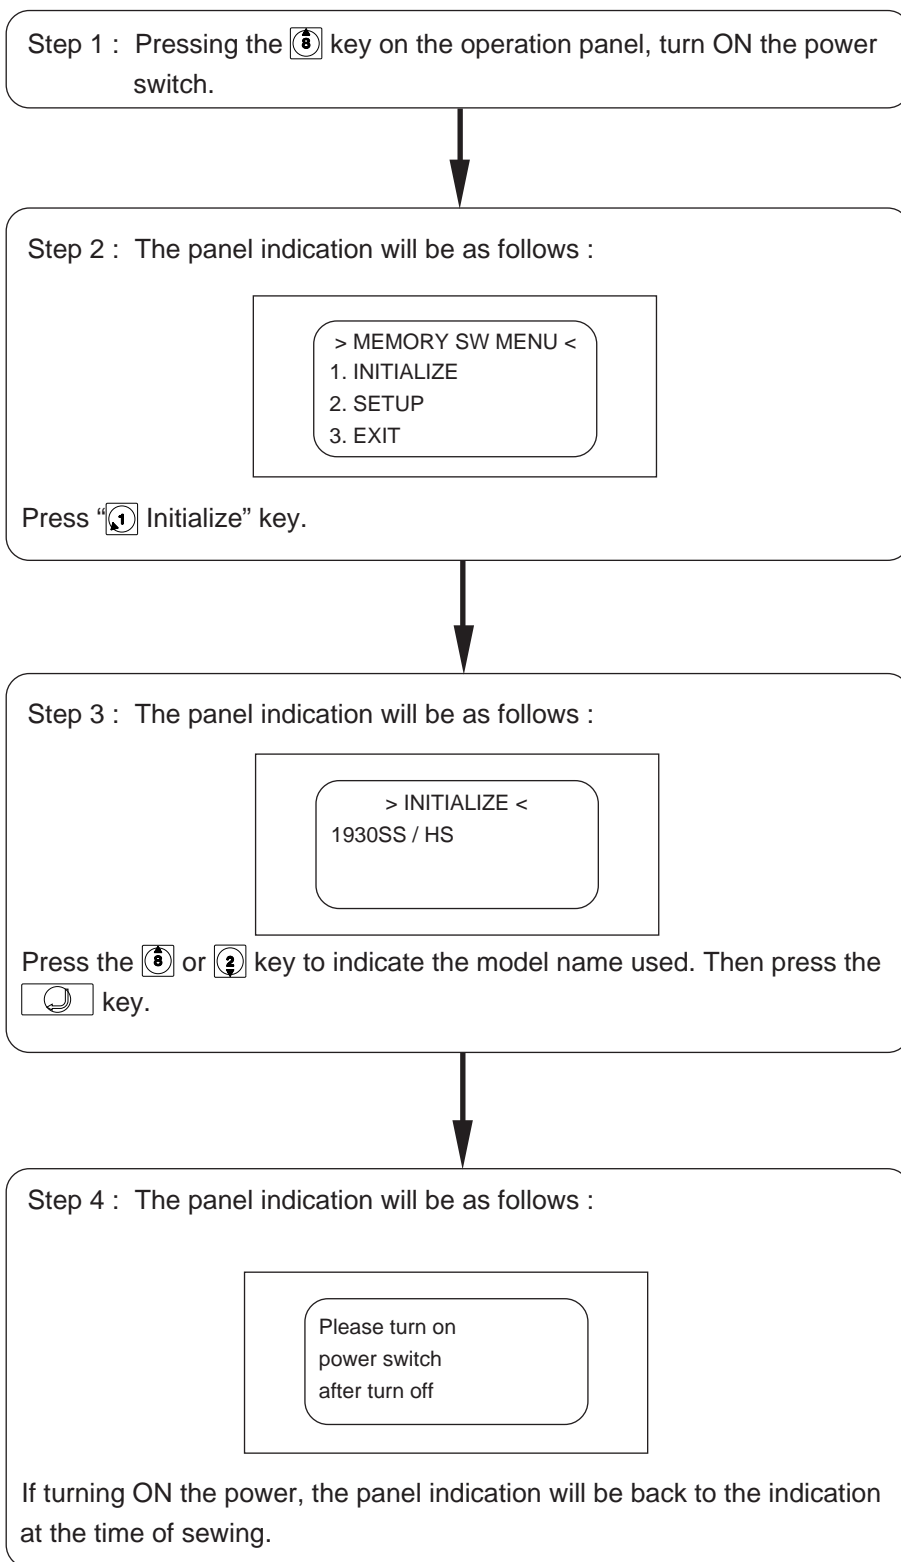 Step 1 : Pressing the 8 key on the operation panel, turn ON the power
switch.
Step 2 : The panel indication will be as follows :
> MEMORY SW MENU <
1. INITIALIZE
2. SETUP
3. EXIT
Press “1 Initialize” key.
Step 3 : The panel indication will be as follows :
> INITIALIZE <
1930SS / HS
Press the 8 or 2 key to indicate the model name used. Then press the
key.
Step 4 : The panel indication will be as follows :
Please turn on
power switch
after turn off
If turning ON the power, the panel indication will be back to the indication
at the time of sewing.